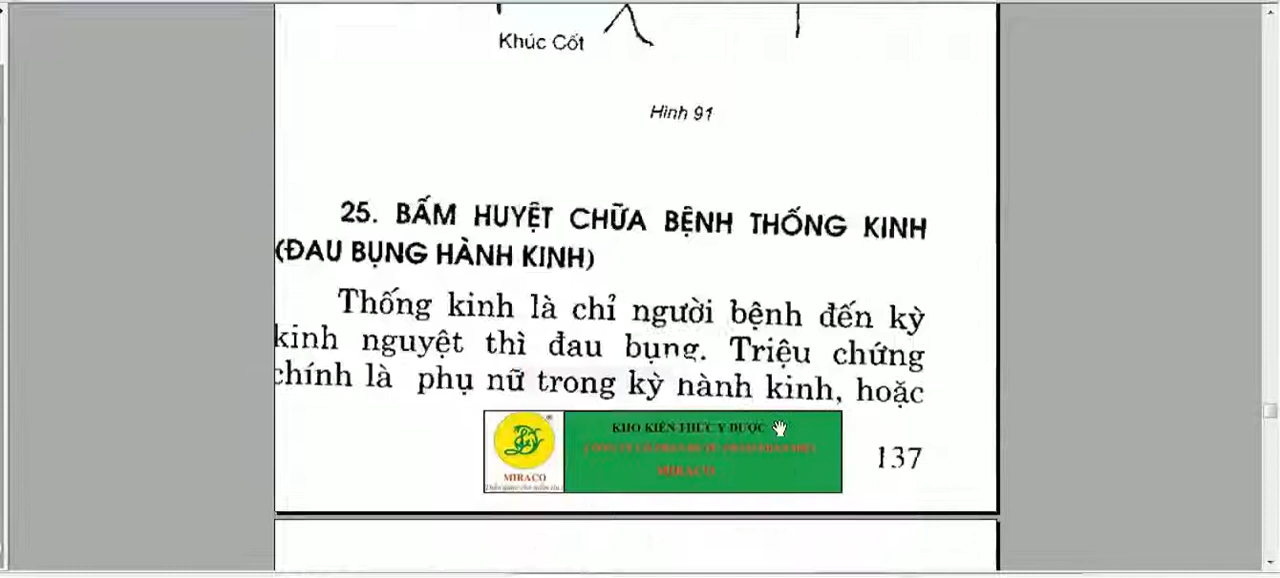 Khúc Cốt
Hình 91
25. BẤM HUYỆT CHỮA BỆNH THỐNG KINH
(ĐAU BỤNG HÀNH KINH)
Thống kinh là chỉ người bệnh đến kỳ
kinh nguyệt thì đau bụng. Triệu chứng
chính là phụ nữ trong kỳ hành kinh, hoặc
KHO KIẾN THỨC Y DƯỢC
MIRACO
MIRACO
137